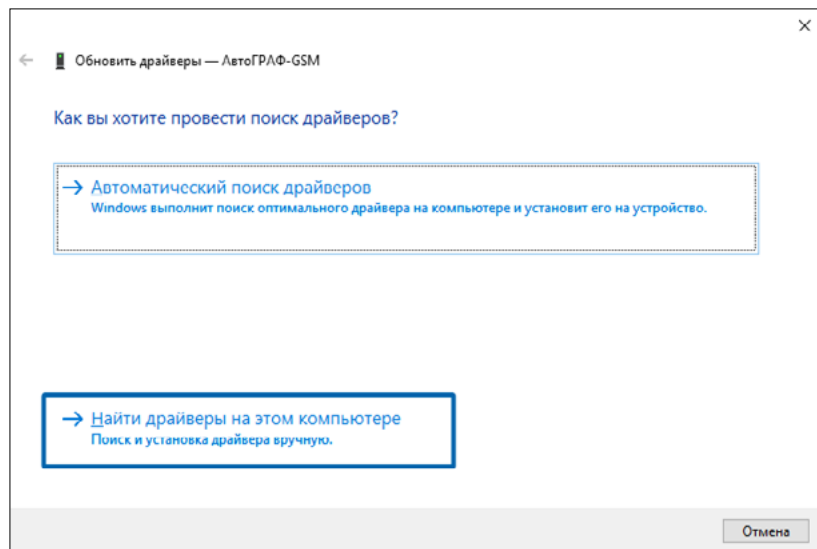 Обновить драйверы — АвтоГРАФ-GSM
Как вы хотите провести поиск драйверов?
Автоматический поиск драйверов
Windows выполнит поиск оптимального драйвера на компьютере и установит его на устройство.
Найти драйверы на этом компьютере
Поиск и установка драйвера вручную.
Отмена